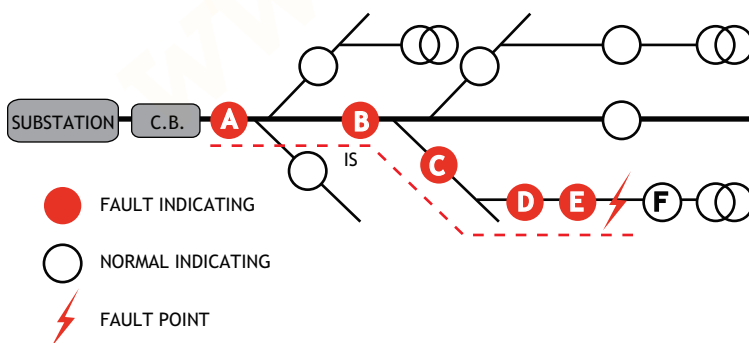 SUBSTATION
C.B.
A
B
IS
C
D
E
F
FAULT INDICATING
NORMAL INDICATING
FAULT POINT